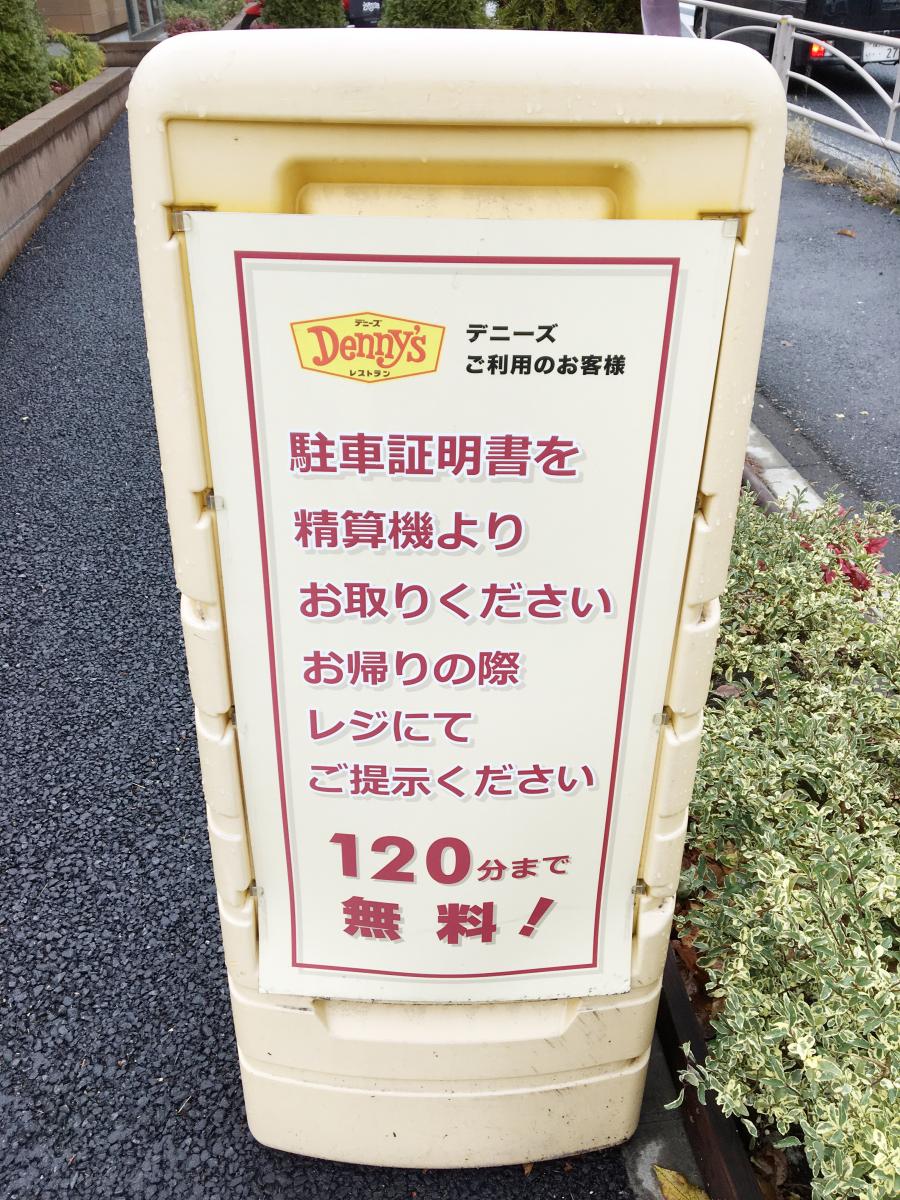 デニーズ
Denny's
レストラン
デニーズ
ご利用のお客様
駐車証明書を
精算機より
お取りください
お帰りの際
レジにて
ご提示ください
120分まで
無料!
27